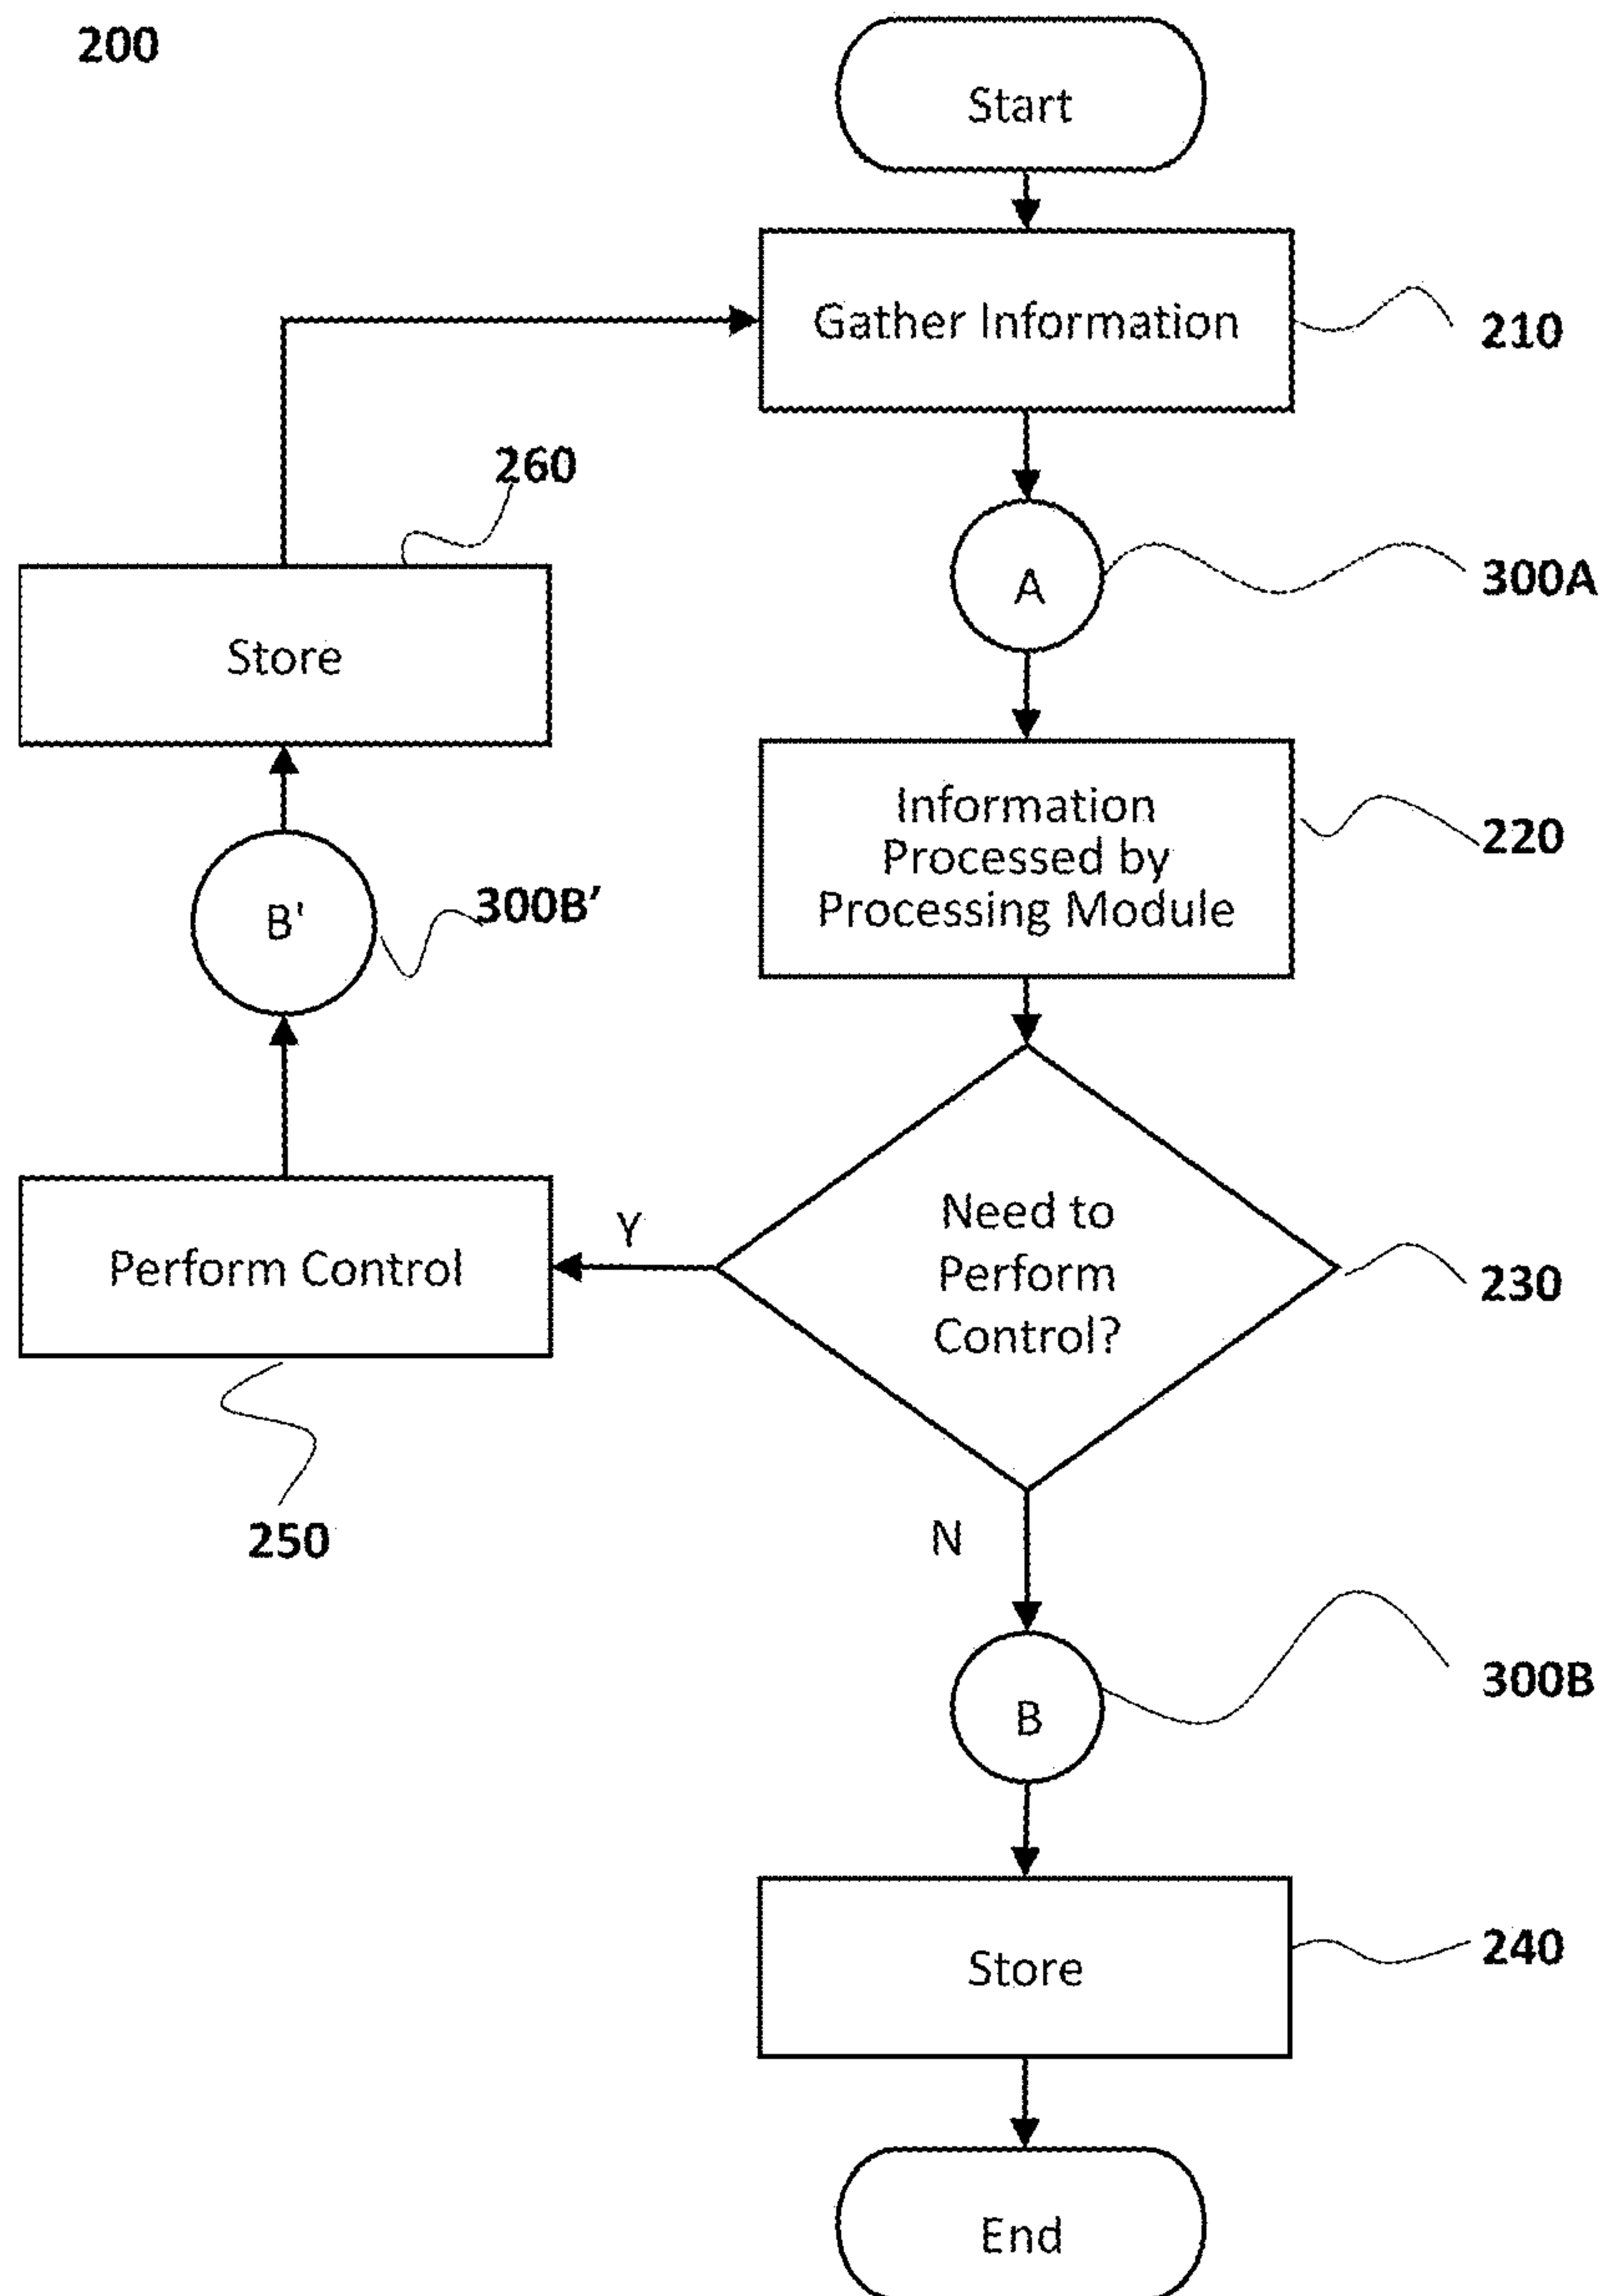 200
Start
Gather Information
210
260
A
300A
Store
Information
Processed by
Processing Module
220
B'
300B’
Need to
Perform
Control?
230
Y
Perform Control
250
N
B
300B
Store
240
End